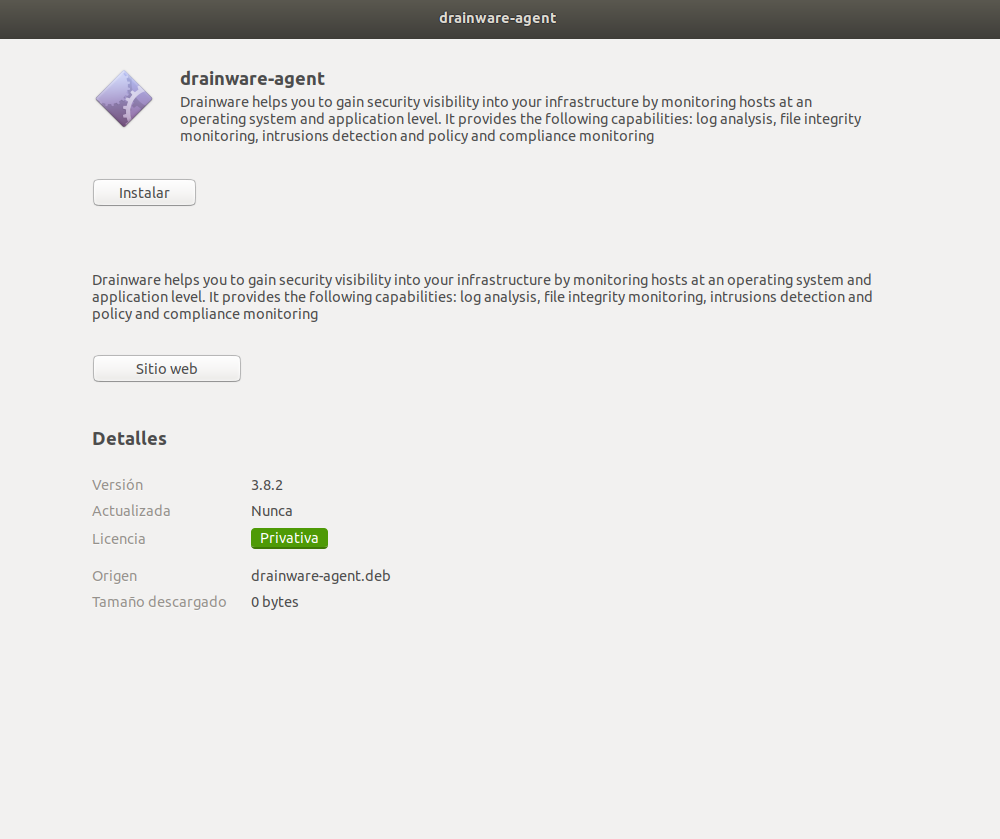 drainware-agent
drainware-agent
Drainware helps you to gain security visibility into your infrastructure by monitoring hosts at an
operating system and application level. It provides the following capabilities: log analysis, file integrity
monitoring, intrusions detection and policy and compliance monitoring
Instalar
Drainware helps you to gain security visibility into your infrastructure by monitoring hosts at an operating system and
application level. It provides the following capabilities: log analysis, file integrity monitoring, intrusions detection and
policy and compliance monitoring
Sitio web
Detalles
Versión 3.8.2
Actualizada Nunca
Licencia Privativa
Origen drainware-agent.deb
Tamaño descargado 0 bytes